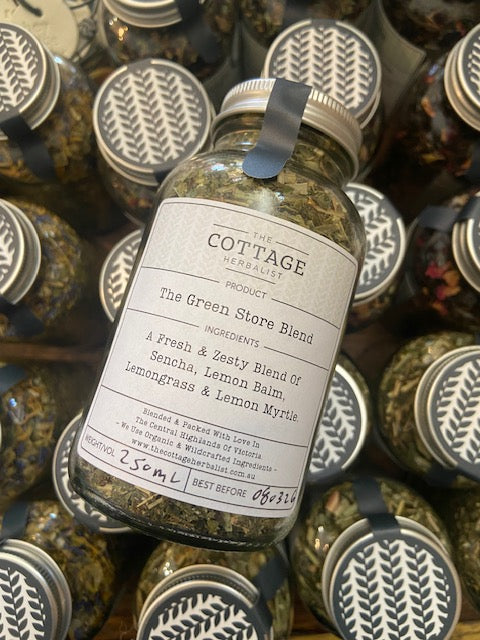 THE
COTTAGE
HERBALIST
PRODUCT
The Green Store Blend
INGREDIENTS
A Fresh & Zesty Blend Of
Sencha, Lemon Balm,
Lemongrass & Lemon Myrtle.
Blended & Packed With Love In
The Central Highlands Of Victoria
- We Use Organic & Wildcrafted Ingredients -
www.thecottageherbalist.com.au
WEIGHT/VOL 250mL BEST BEFORE 080326